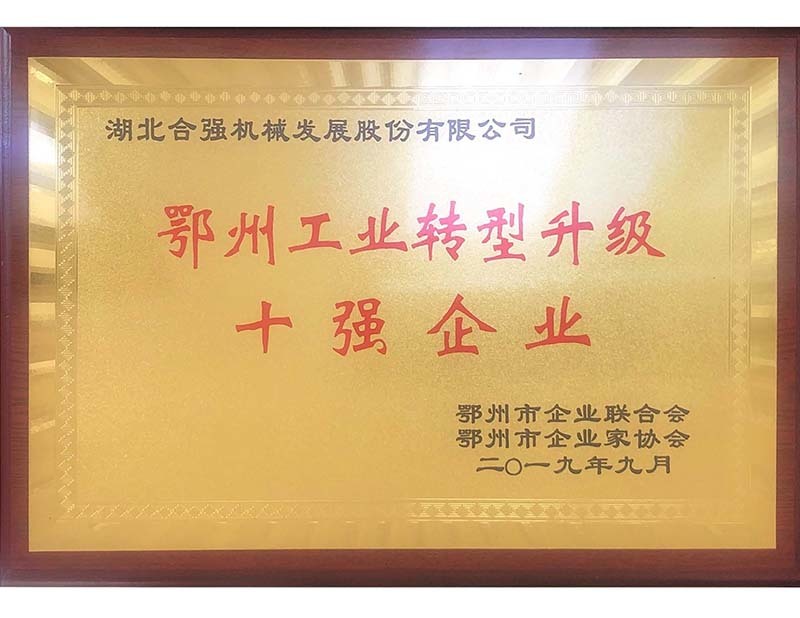 湖北合强机械发展股份有限公司
鄂州工业转型升级
十强企业
鄂州市企业联合会
鄂州市企业家协会
二〇一九年九月